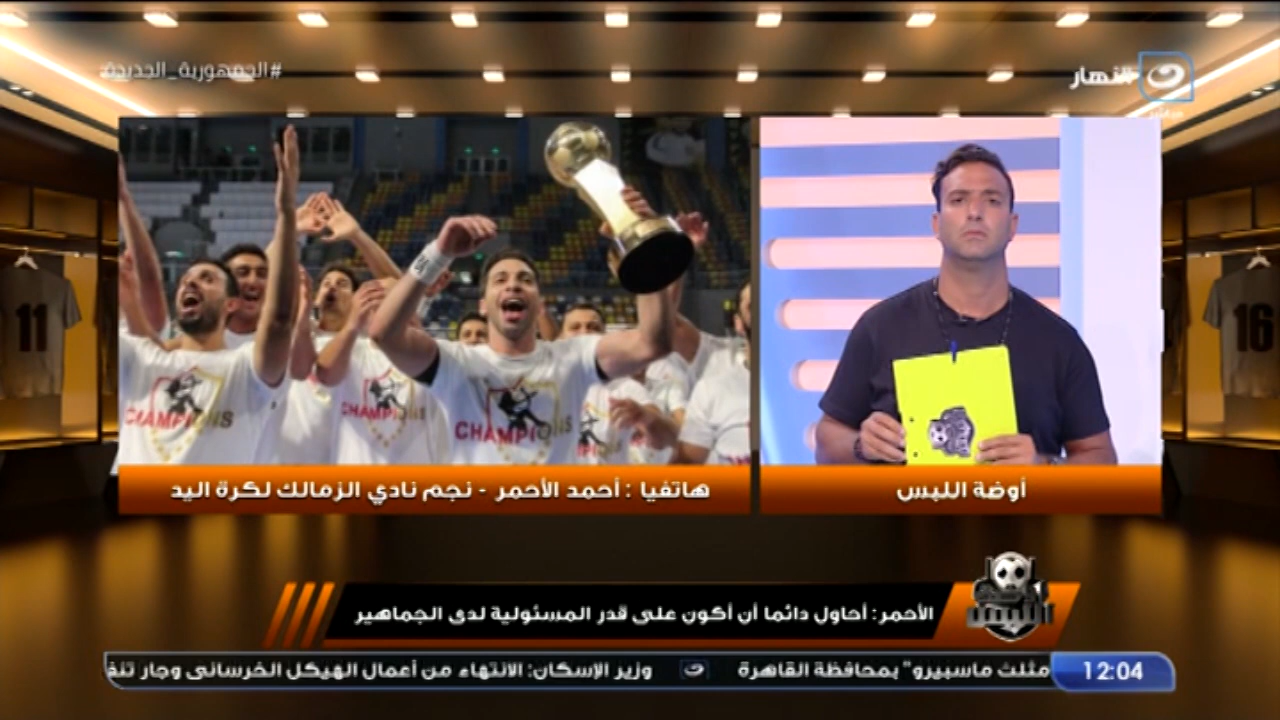 #الجمهورية_الجديدة
النهار
مباشر
11
16
CHAMPIONS
CHAMPIONS
CHAMPIONS
هاتفيا : أحمد الأحمر - نجم نادي الزمالك لكرة اليد
أوضة اللبس
الأحمر: أحاول دائما أن أكون على قدر المسئولية لدى الجماهير
مثلث ماسبيرو" بمحافظة القاهرة
وزير الإسكان: الانتهاء من أعمال الهيكل الخرسانى وجار تنف
12:04